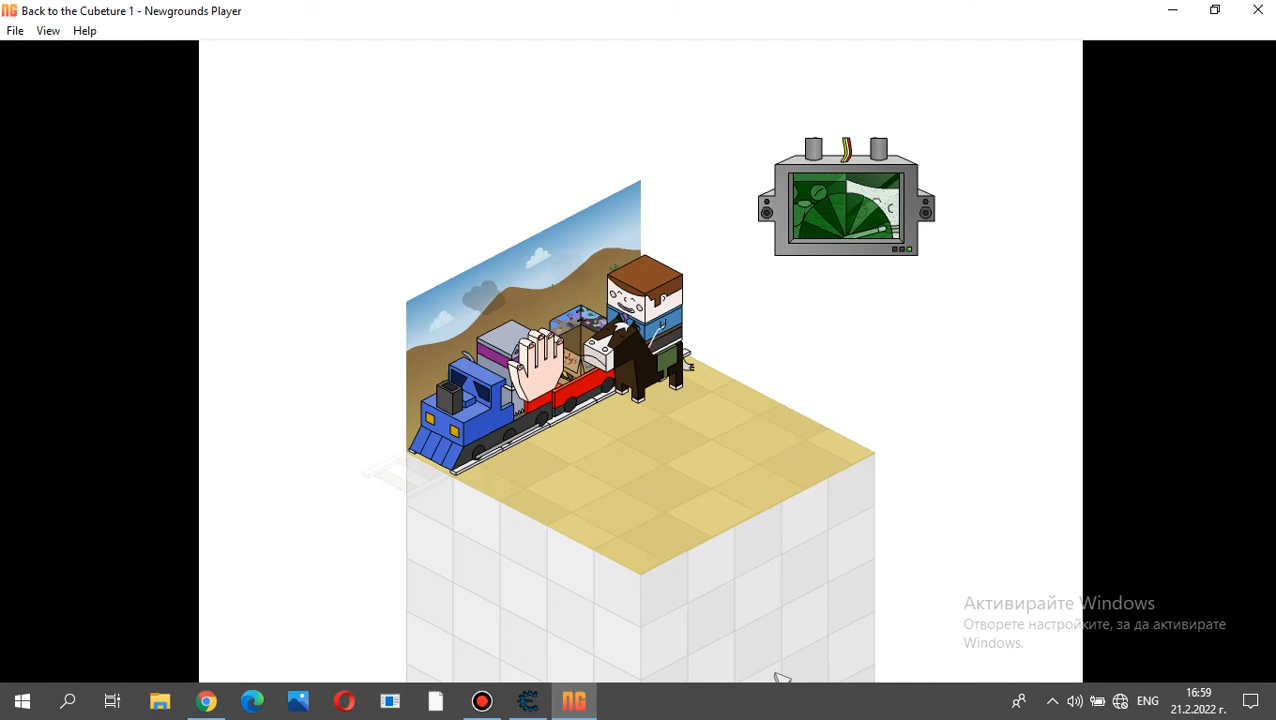 Back to the Cubeture 1 - Newgrounds Player
File View Help
Активирайте Windows
Отворете настройките, за да активирате
Windows.
NG
ENG
16:59
21.2.2022 г.